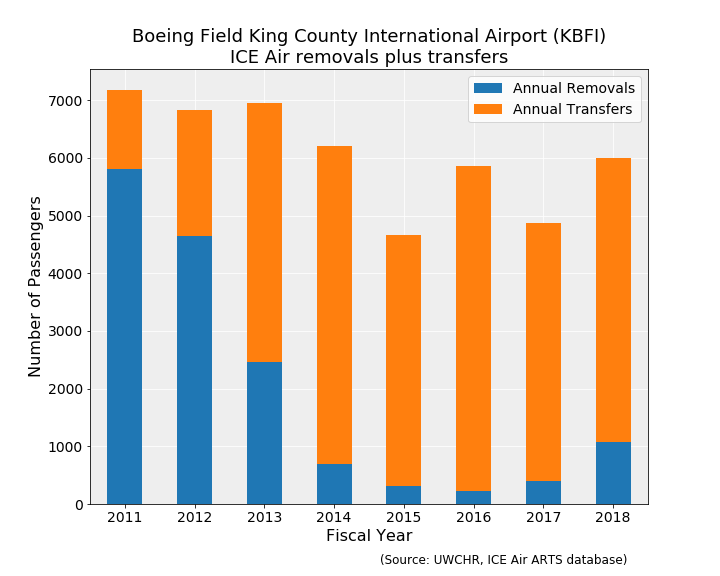 Boeing Field King County International Airport (KBFI)
ICE Air removals plus transfers
Annual Removals
Annual Transfers
Number of Passengers
7000
6000
5000
4000
3000
2000
1000
0
2011 2012 2013 2014 2015 2016 2017 2018
Fiscal Year
(Source: UWCHR, ICE Air ARTS database)